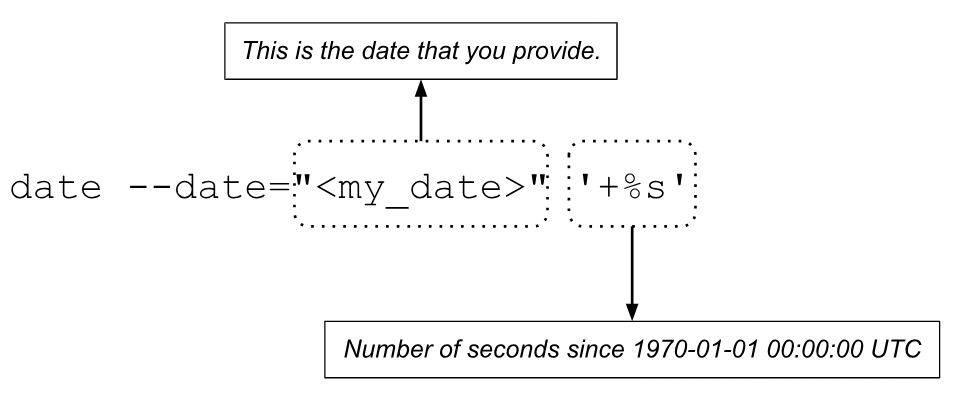 This is the date that you provide.
date --date="<my_date>" '+%s'
Number of seconds since 1970-01-01 00:00:00 UTC